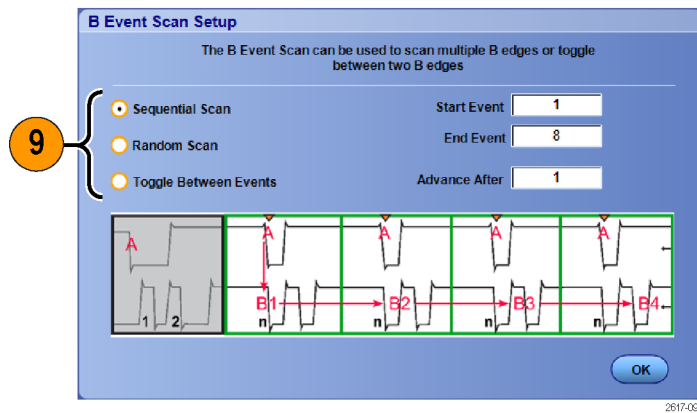 B Event Scan Setup
The B Event Scan can be used to scan multiple B edges or toggle
between two B edges
9
Sequential Scan
Random Scan
Toggle Between Events
Start Event 1
End Event 8
Advance After 1
A A A A A
B1 B2 B3 B4
1 2 n n n n
OK
2617-09